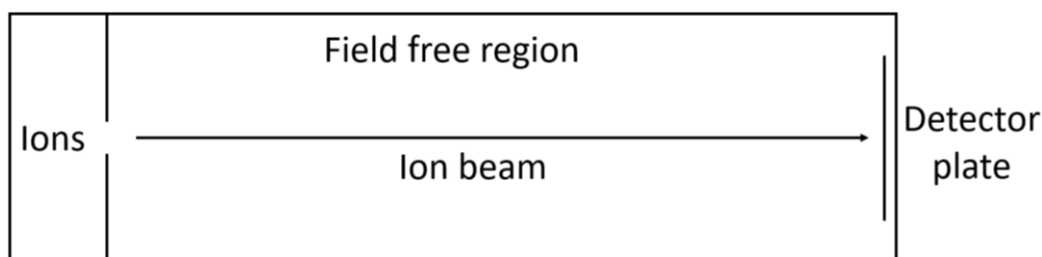 Field free region
Ions
Ion beam
Detector
plate